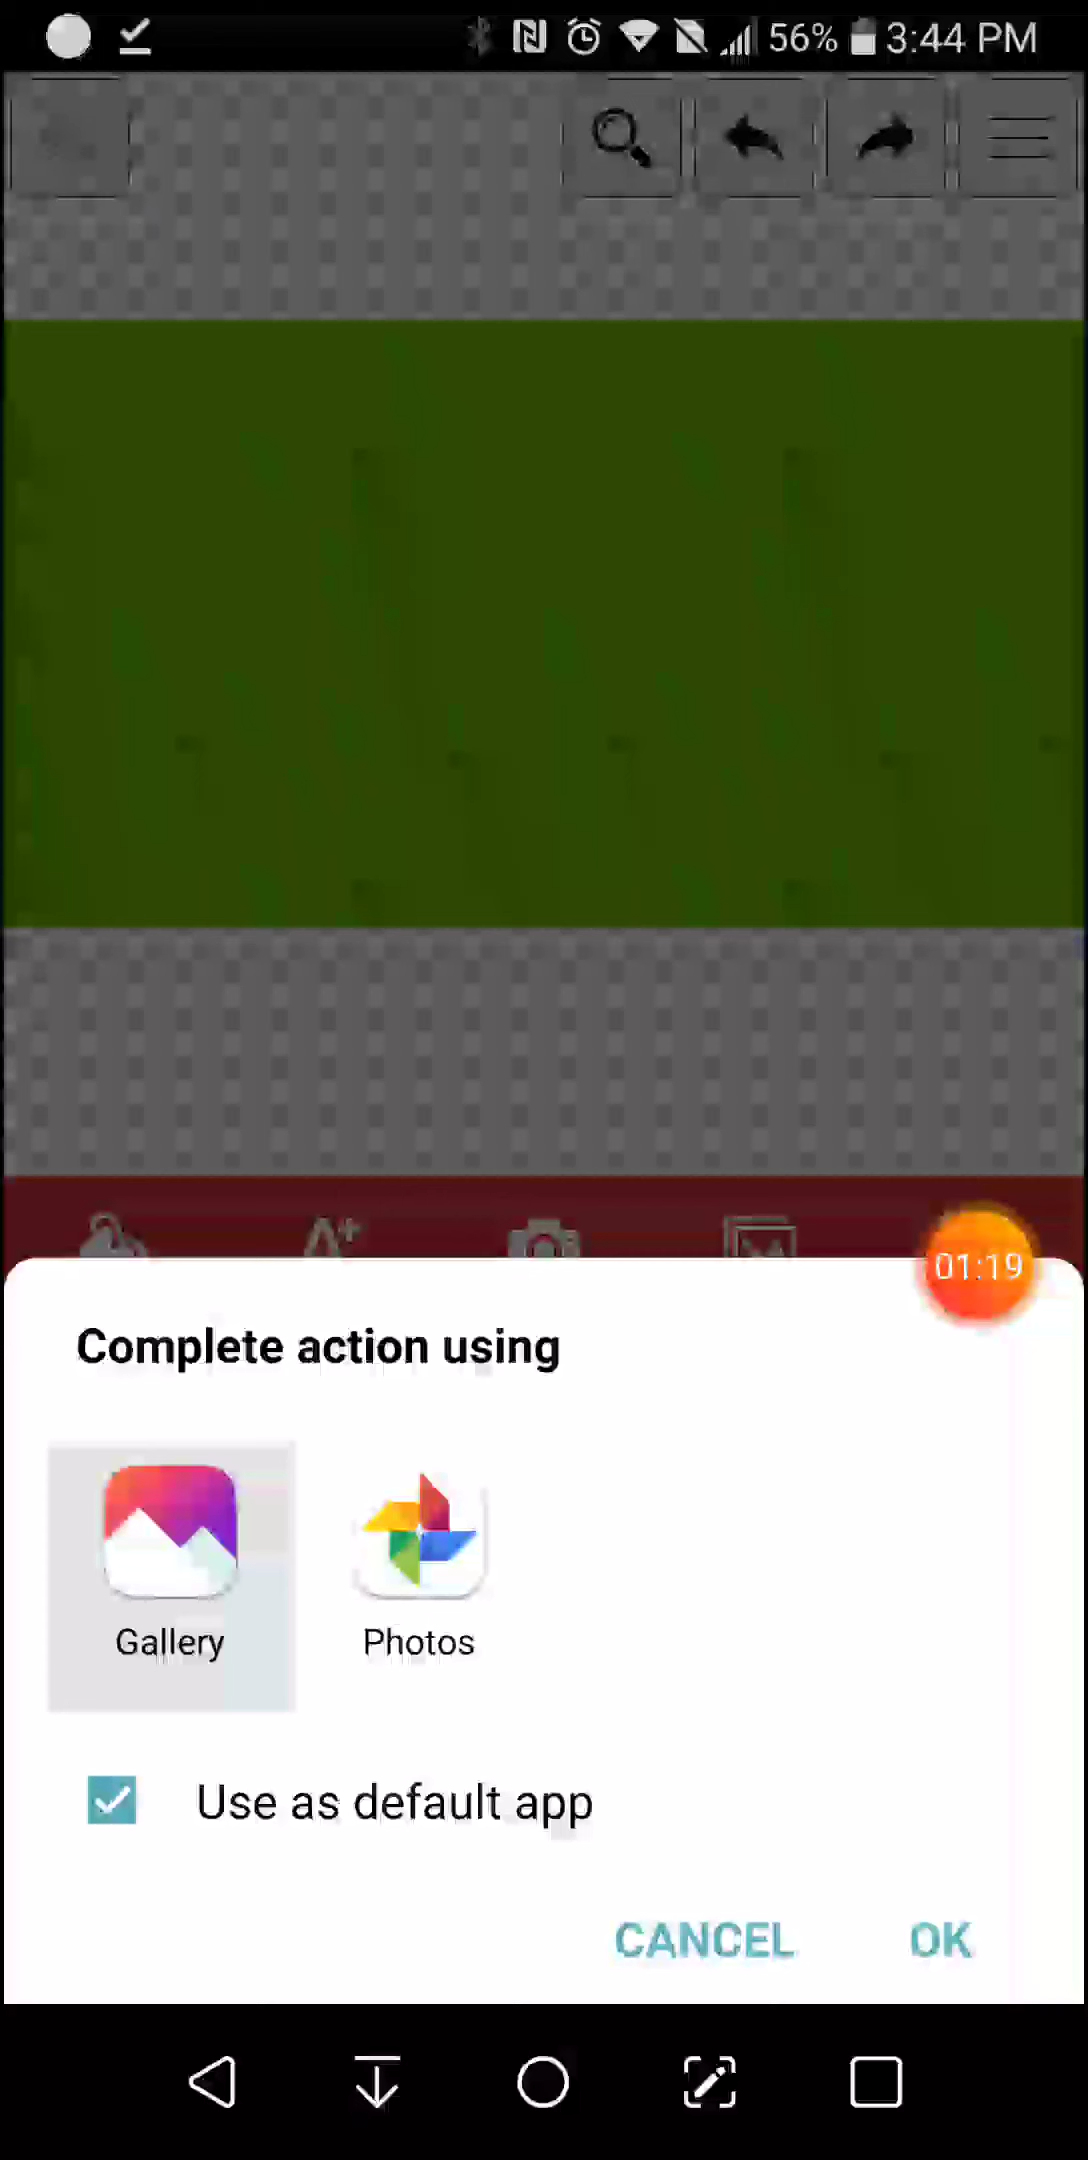 56% 3:44 PM
A+
01:19
Complete action using
Gallery Photos
Use as default app
CANCEL OK